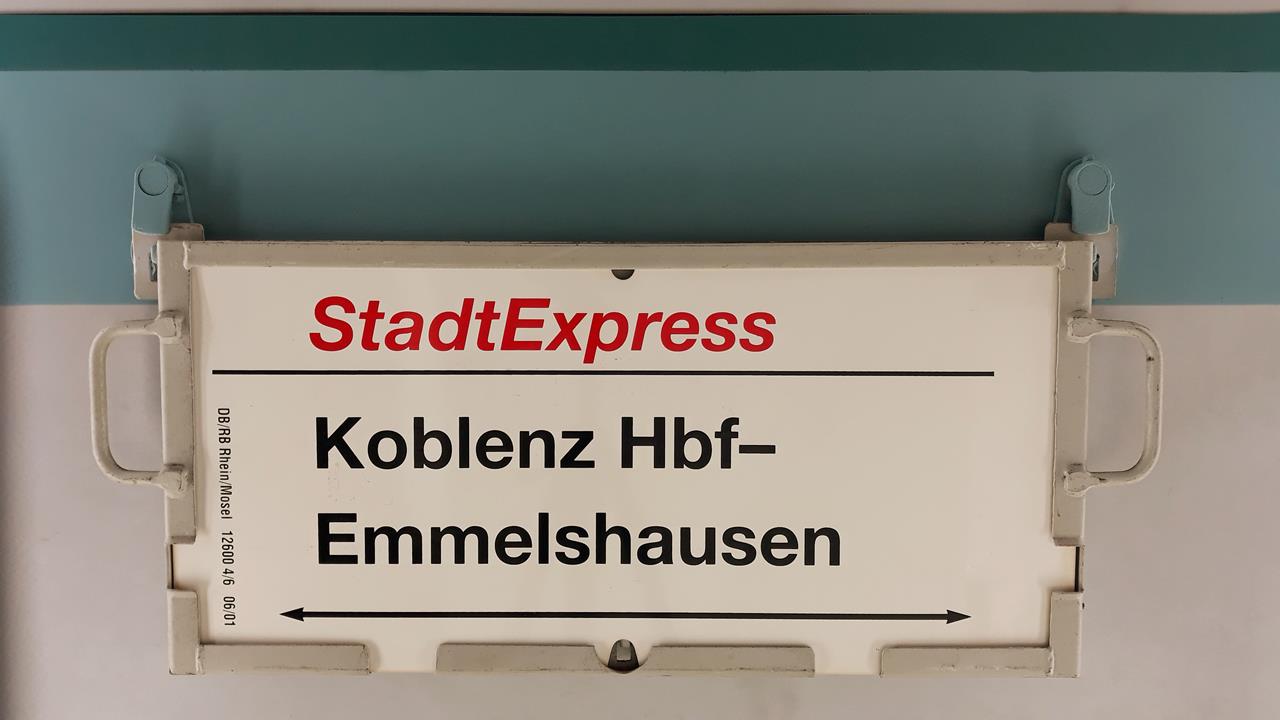 StadtExpress
Koblenz Hbf–
Emmelshausen
DB/RB Rhein/Mosel 12600 4/6 06/01